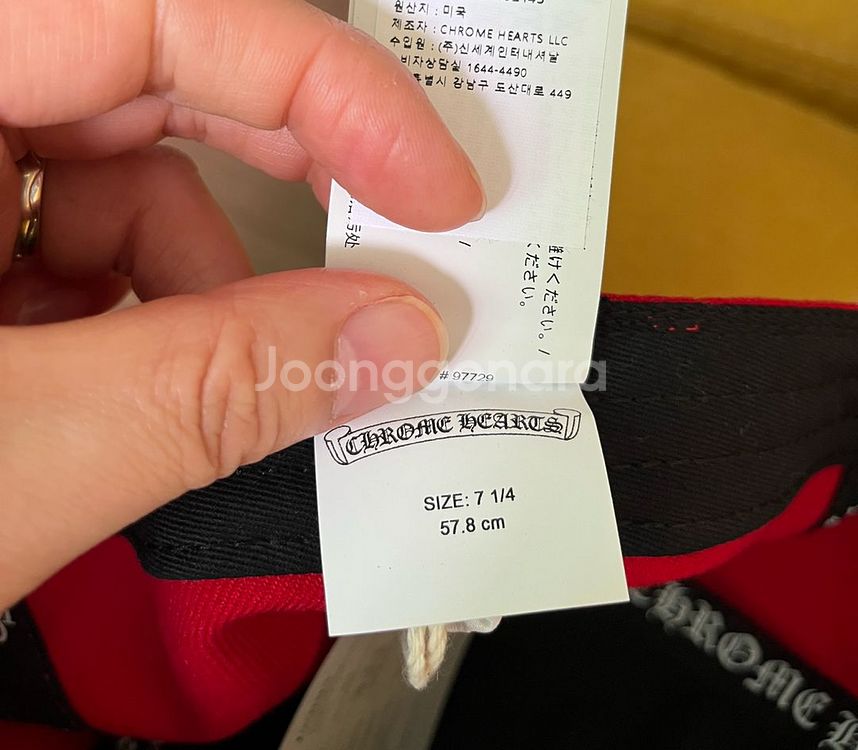 원산지 : 미국
제조자 : CHROME HEARTS LLC
수입원 : (주)신세계인터내셔날
비자상담실 1644-4490
특별시 강남구 도산대로 449
ください。/
ください。
Joonggonara
# 97729
CHROME HEARTS
SIZE: 7 1/4
57.8 cm
CHROME